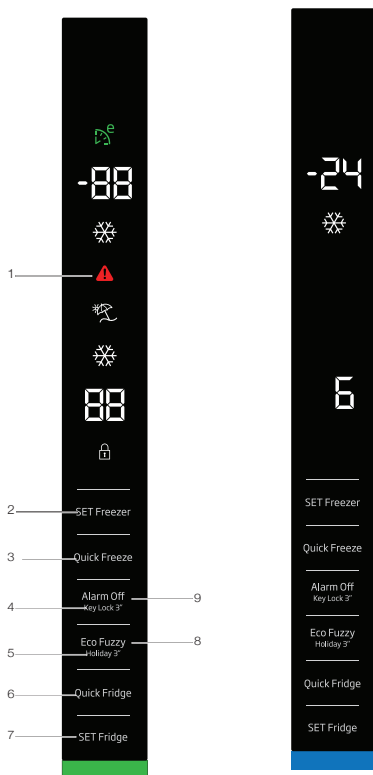 e
-88
1
88
2 SET Freezer
3 Quick Freeze
Alarm Off 9
4 Key Lock 3"
Eco Fuzzy 8
5 Holiday 3"
6 Quick Fridge
7 SET Fridge
-24
6
SET Freezer
Quick Freeze
Alarm Off
Key Lock 3"
Eco Fuzzy
Holiday 3"
Quick Fridge
SET Fridge